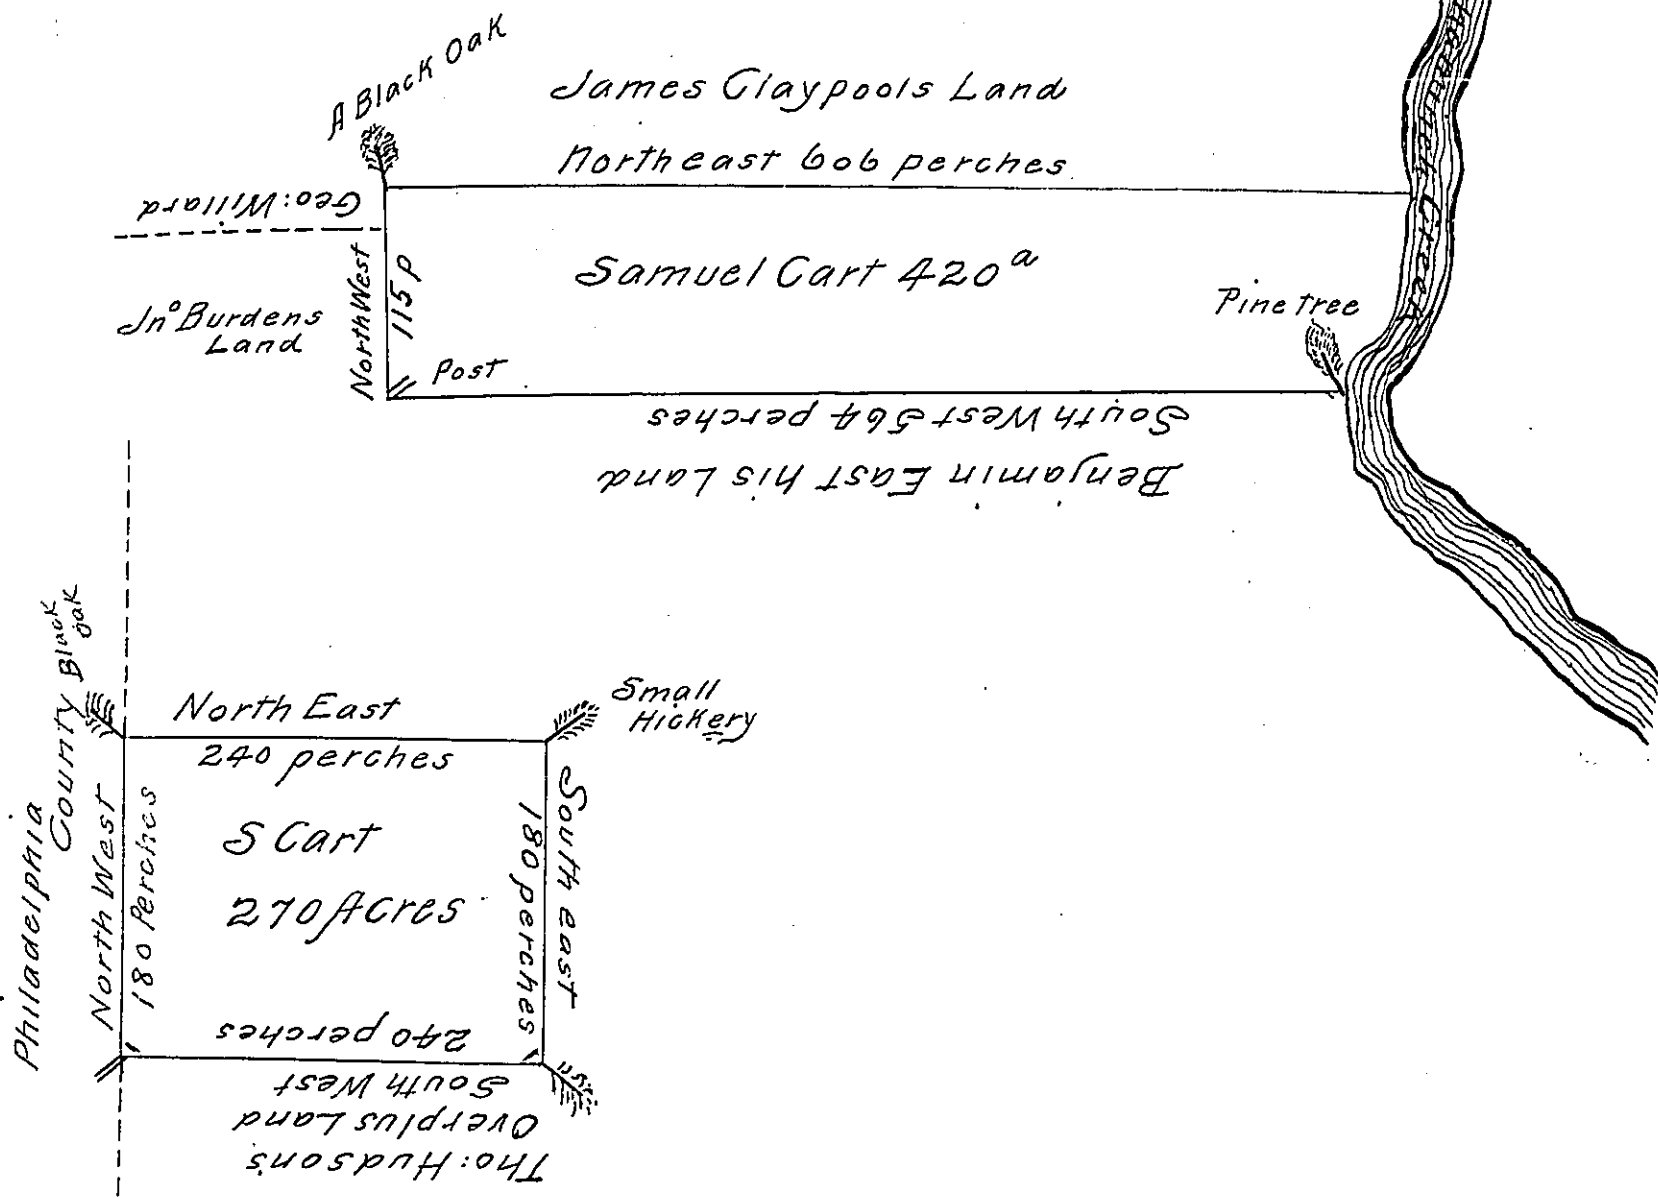 A Black Oak
James Claypools Land
Northeast 606 perches
Geo: Willard
Samuel Cart 420ª
North West
115 p
Jnº Burdens
Land
Pine tree
Post
South West 564 perches
Benjamin East his Land
Creek
Black
oak
Philadelphia
County
North East
240 perches
Small
Hickery
North West
180 Perches
S Cart
270 Acres
South east
180 perches
240 perches
South West
Overplus Land
Tho: Hudson's